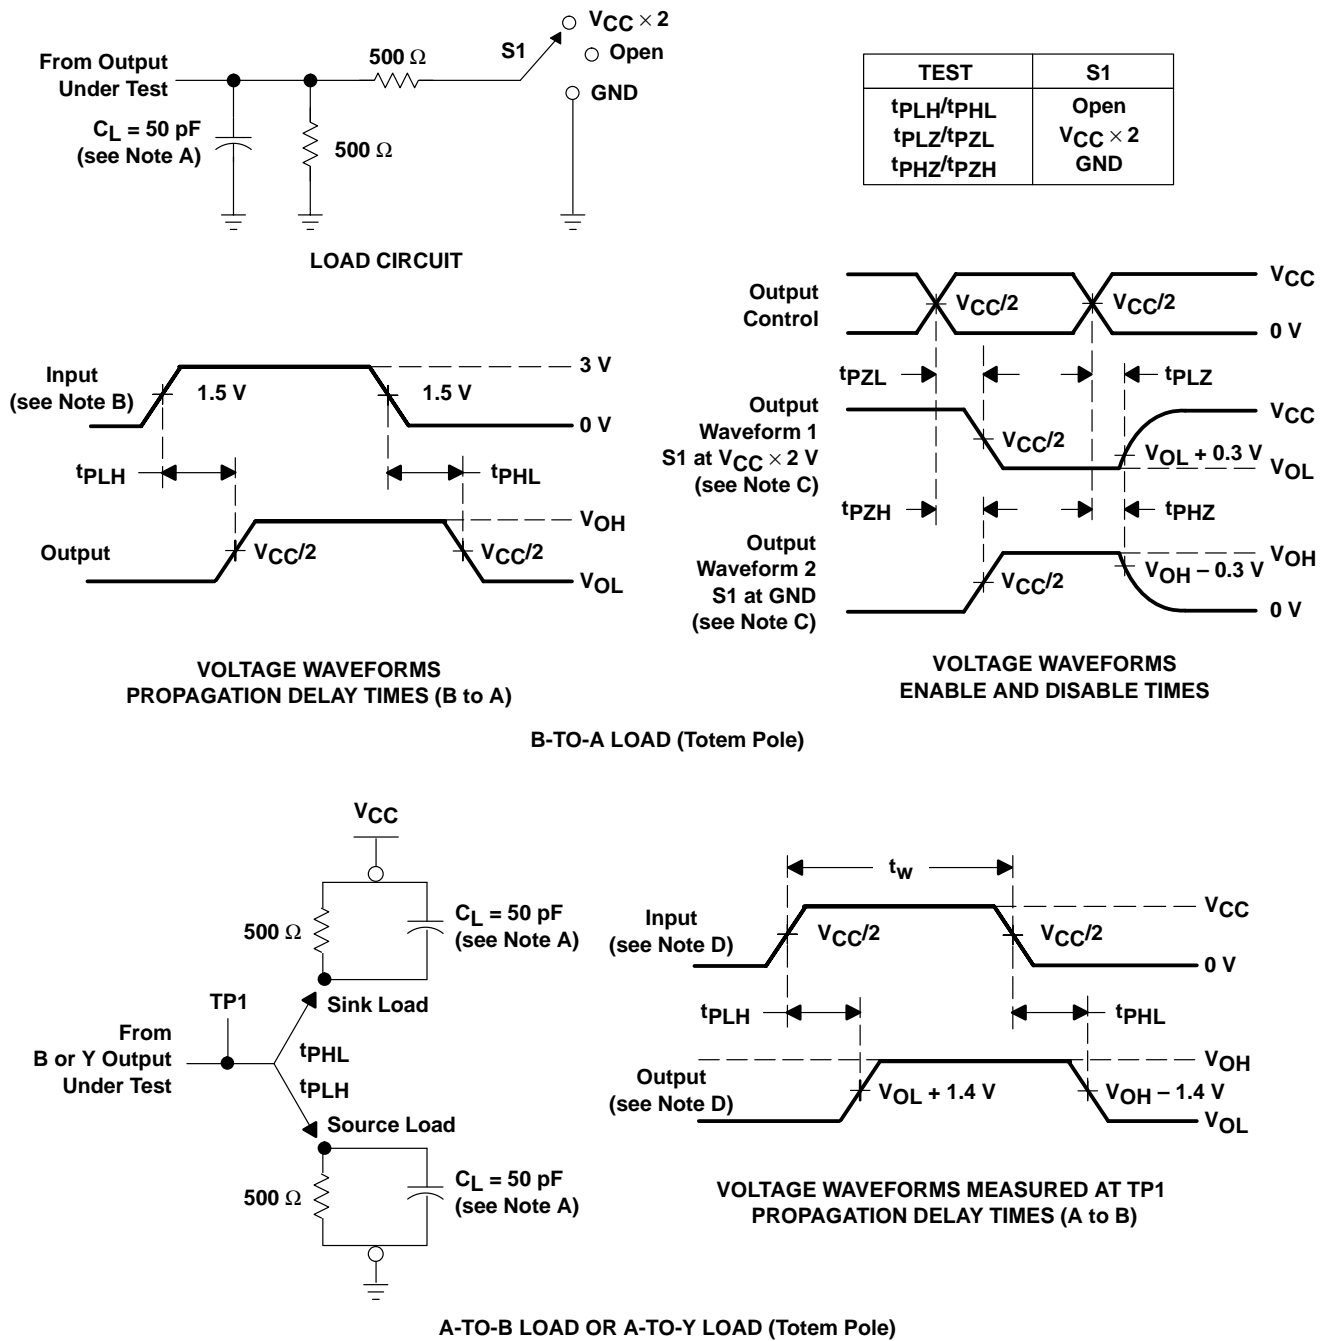 From Output
Under Test
CL = 50 pF
(see Note A)
500 Ω
500 Ω
S1
VCC × 2
Open
GND
LOAD CIRCUIT
TEST S1
tPLH/tPHL Open
tPLZ/tPZL VCC × 2
tPHZ/tPZH GND
Input
(see Note B)
1.5 V
1.5 V
3 V
0 V
tPLH
tPHL
Output
VCC/2
VCC/2
VOH
VOL
VOLTAGE WAVEFORMS
PROPAGATION DELAY TIMES (B to A)
Output
Control
VCC/2
VCC/2
VCC
0 V
tPZL
tPLZ
Output
Waveform 1
S1 at VCC × 2 V
(see Note C)
VCC/2
VOL + 0.3 V
VCC
VOL
tPZH
tPHZ
Output
Waveform 2
S1 at GND
(see Note C)
VCC/2
VOH – 0.3 V
VOH
0 V
VOLTAGE WAVEFORMS
ENABLE AND DISABLE TIMES
B-TO-A LOAD (Totem Pole)
VCC
500 Ω
CL = 50 pF
(see Note A)
Sink Load
TP1
From
B or Y Output
Under Test
tPHL
tPLH
Source Load
500 Ω
CL = 50 pF
(see Note A)
tw
Input
(see Note D)
VCC/2
VCC/2
VCC
0 V
tPLH
tPHL
Output
(see Note D)
VOL + 1.4 V
VOH – 1.4 V
VOH
VOL
VOLTAGE WAVEFORMS MEASURED AT TP1
PROPAGATION DELAY TIMES (A to B)
A-TO-B LOAD OR A-TO-Y LOAD (Totem Pole)